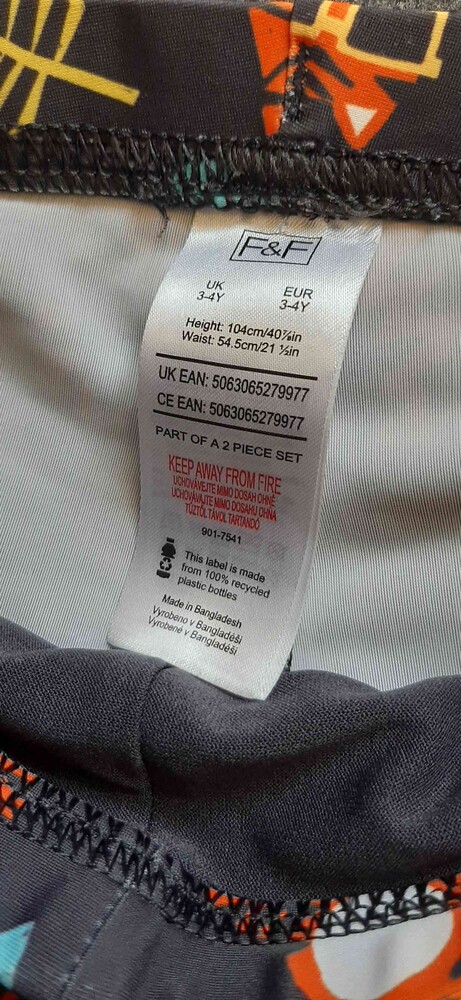 F&F
UK EUR
3-4Y 3-4Y
Height: 104cm/40⅞in
Waist: 54.5cm/21 ½in
UK EAN: 5063065279977
CE EAN: 5063065279977
PART OF A 2 PIECE SET
KEEP AWAY FROM FIRE
UCHOVÁVEJTE MIMO DOSAH OHNĚ
UCHOVÁVAJTE MIMO DOSAHU OHŇA
TŰZTŐL TÁVOL TARTANDÓ
901-7541
This label is made
from 100% recycled
plastic bottles
Made in Bangladesh
Vyrobeno v Bangladéši
Vyrobené v Bangladéši